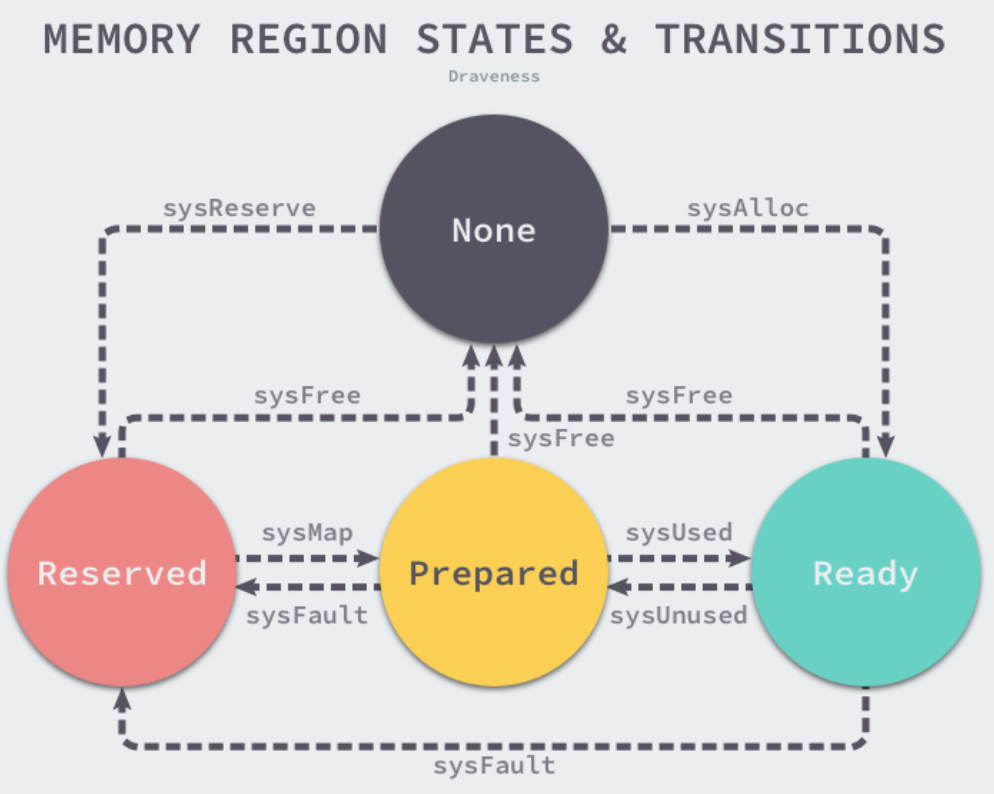 MEMORY REGION STATES & TRANSITIONS
Draveness
sysReserve
None
sysAlloc
sysFree
sysFree
sysFree
Reserved
sysMap
sysFault
Prepared
sysUsed
sysUnused
Ready
sysFault